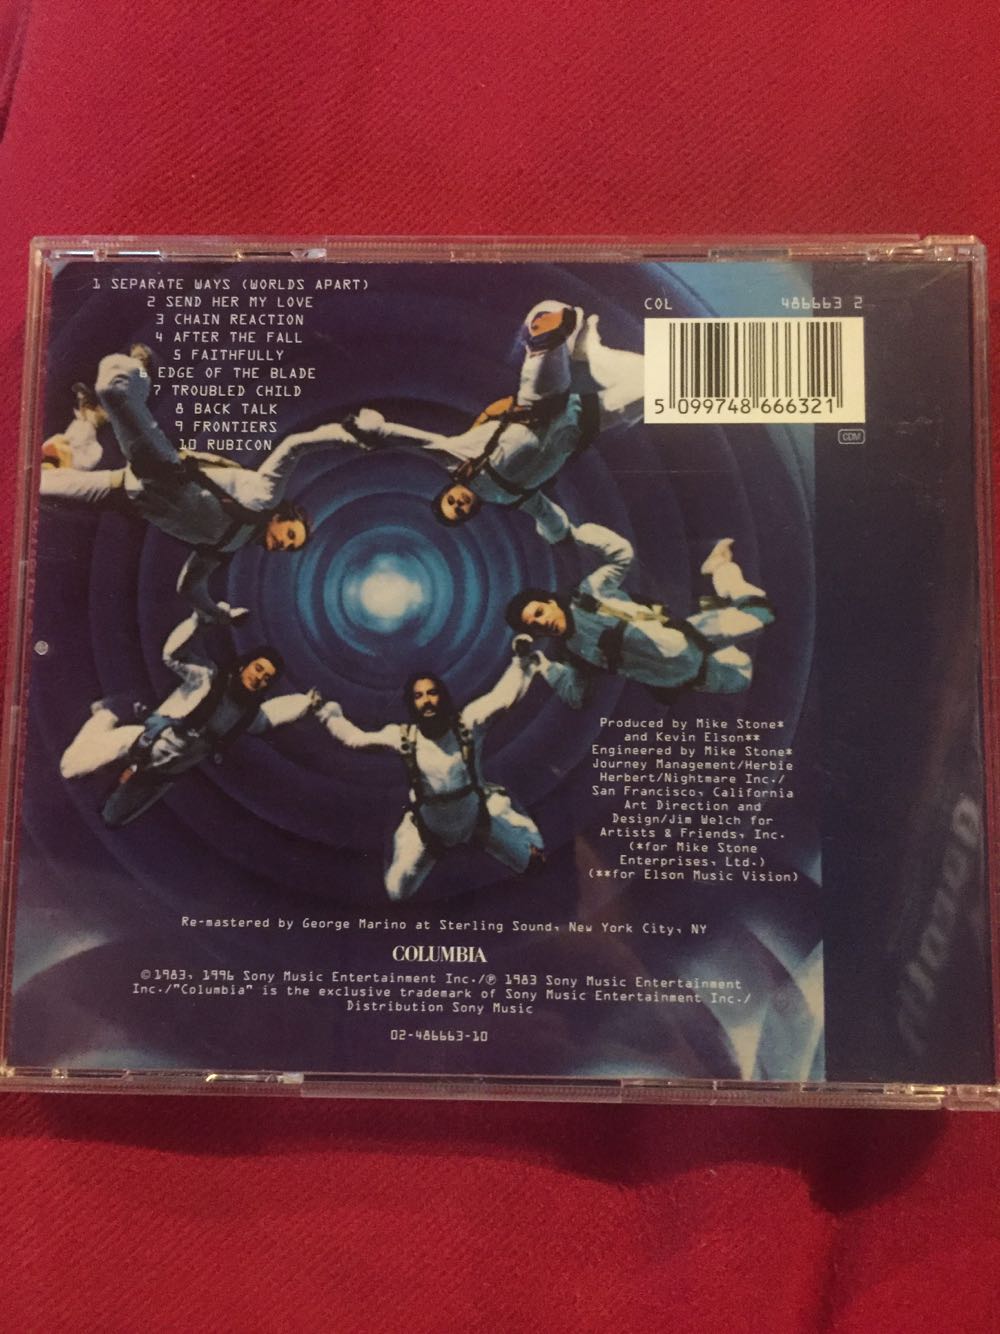 1 SEPARATE WAYS (WORLDS APART)
2 SEND HER MY LOVE
3 CHAIN REACTION
4 AFTER THE FALL
5 FAITHFULLY
6 EDGE OF THE BLADE
7 TROUBLED CHILD
8 BACK TALK
9 FRONTIERS
10 RUBICON
COL 486663 2
5 099748 666321
CDM
Produced by Mike Stone*
and Kevin Elson**
Engineered by Mike Stone*
Journey Management/Herbie
Herbert/Nightmare Inc./
San Francisco, California
Art Direction and
Design/Jim Welch for
Artists & Friends, Inc.
(*for Mike Stone
Enterprises, Ltd.)
(**for Elson Music Vision)
Re-mastered by George Marino at Sterling Sound, New York City, NY
COLUMBIA
©1983, 1996 Sony Music Entertainment Inc./℗ 1983 Sony Music Entertainment
Inc./"Columbia" is the exclusive trademark of Sony Music Entertainment Inc./
Distribution Sony Music
02-486663-10